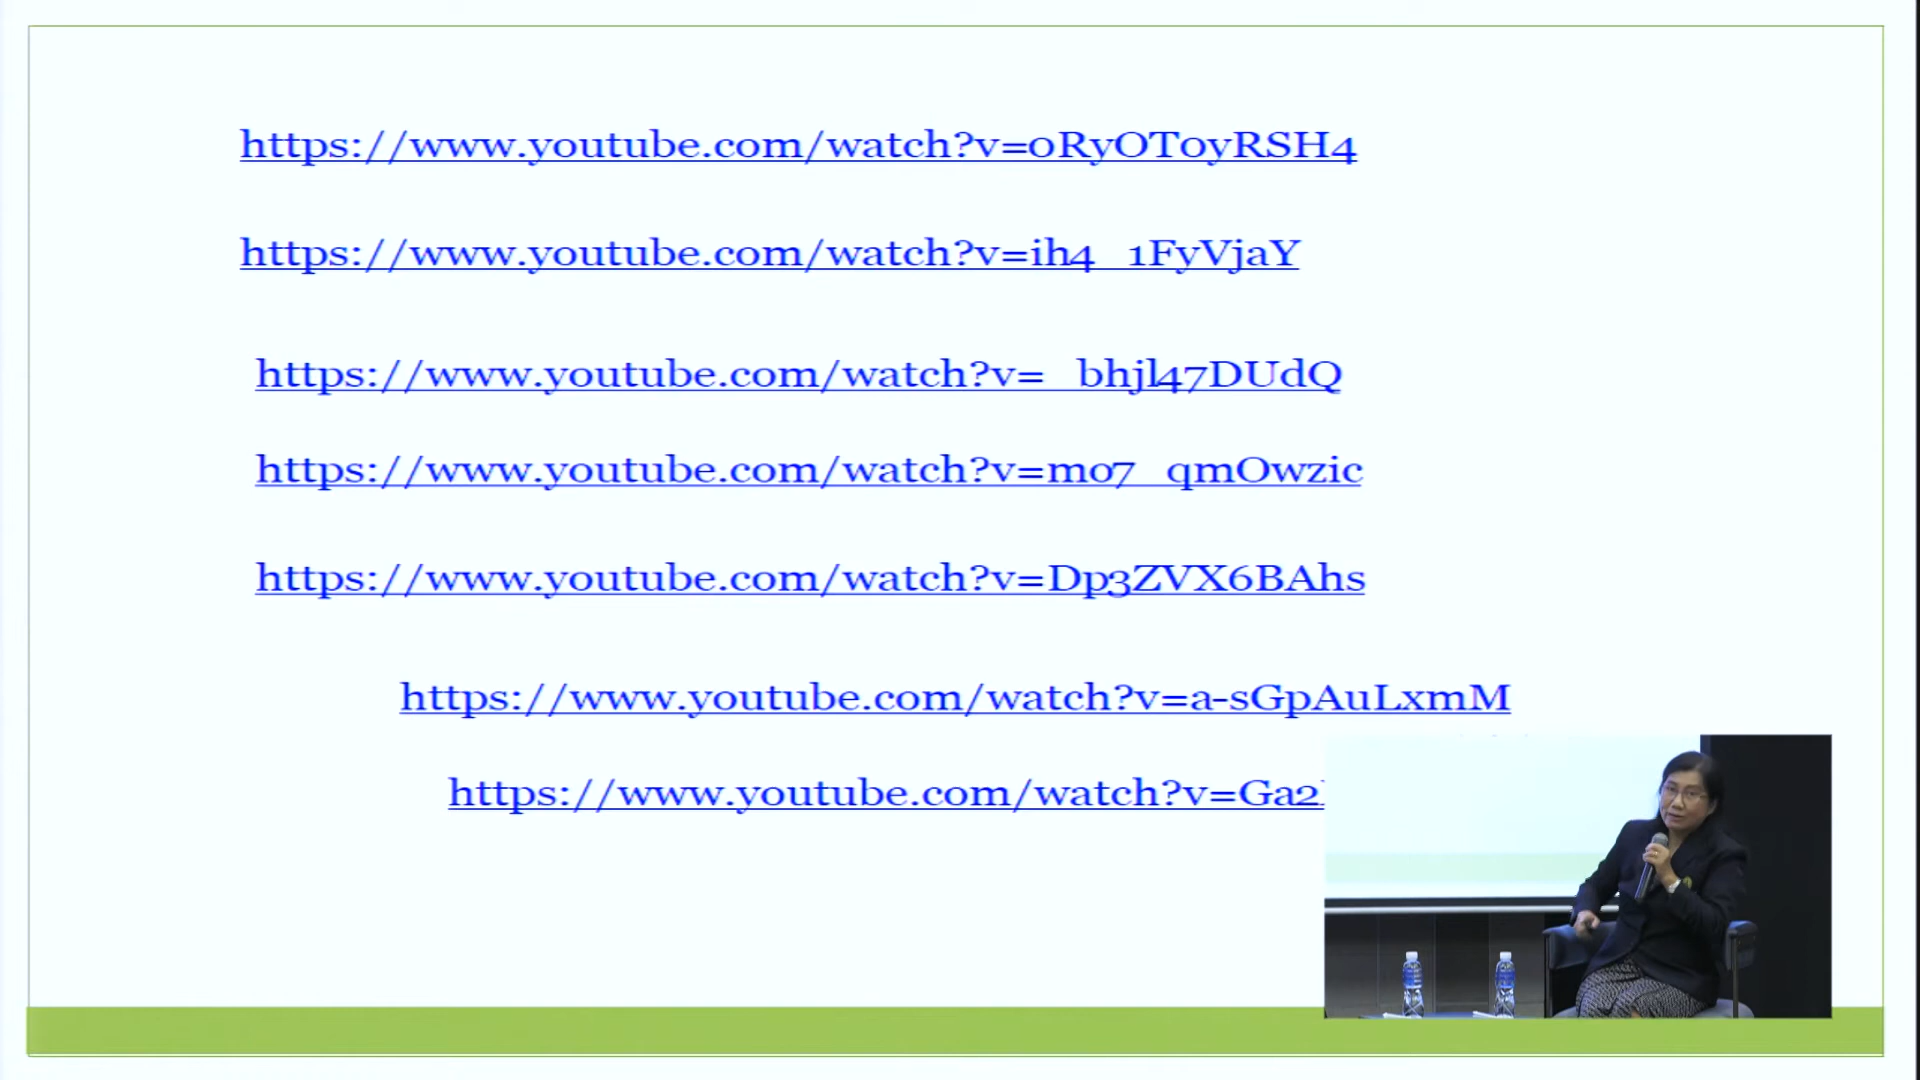 https://www.youtube.com/watch?v=0RyOT0yRSH4
https://www.youtube.com/watch?v=ih4_1FyVjaY
https://www.youtube.com/watch?v=_bhjl47DUdQ
https://www.youtube.com/watch?v=mo7_qmOwzic
https://www.youtube.com/watch?v=Dp3ZVX6BAhs
https://www.youtube.com/watch?v=a-sGpAuLxmM
https://www.youtube.com/watch?v=Ga2